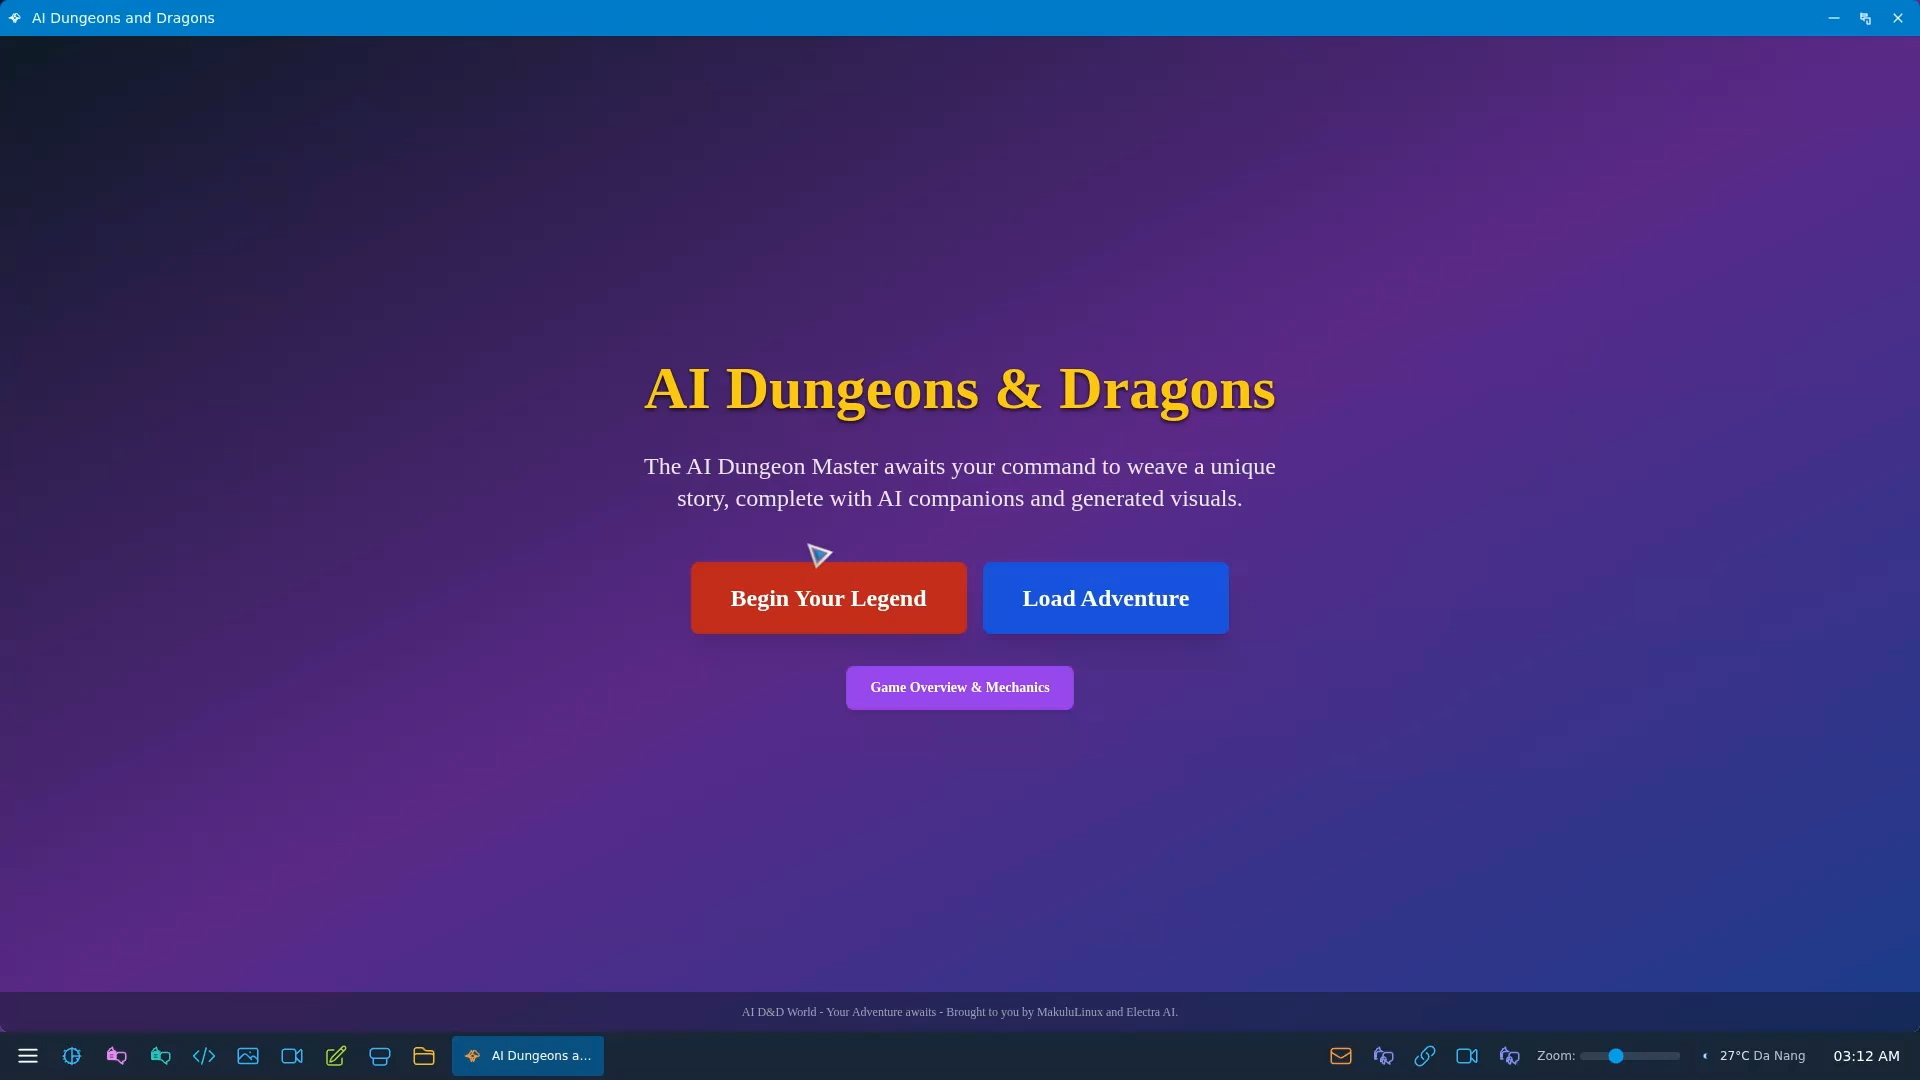 AI Dungeons and Dragons
AI Dungeons & Dragons
The AI Dungeon Master awaits your command to weave a unique
story, complete with AI companions and generated visuals.
Begin Your Legend
Load Adventure
Game Overview & Mechanics
AI D&D World - Your Adventure awaits - Brought to you by MakuluLinux and Electra AI.
AI Dungeons a...
Zoom:
27°C Da Nang
03:12 AM